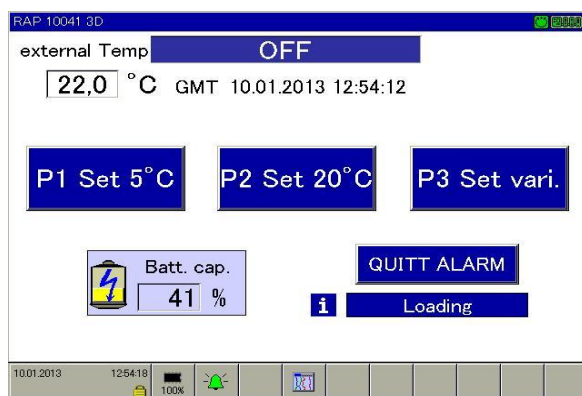 RAP 10041 3D
external Temp OFF
22,0 °C GMT 10.01.2013 12:54:12
P1 Set 5°C P2 Set 20°C P3 Set vari.
Batt. cap.
41 %
QUITT ALARM
i Loading
10.01.2013 12:54:18
100%